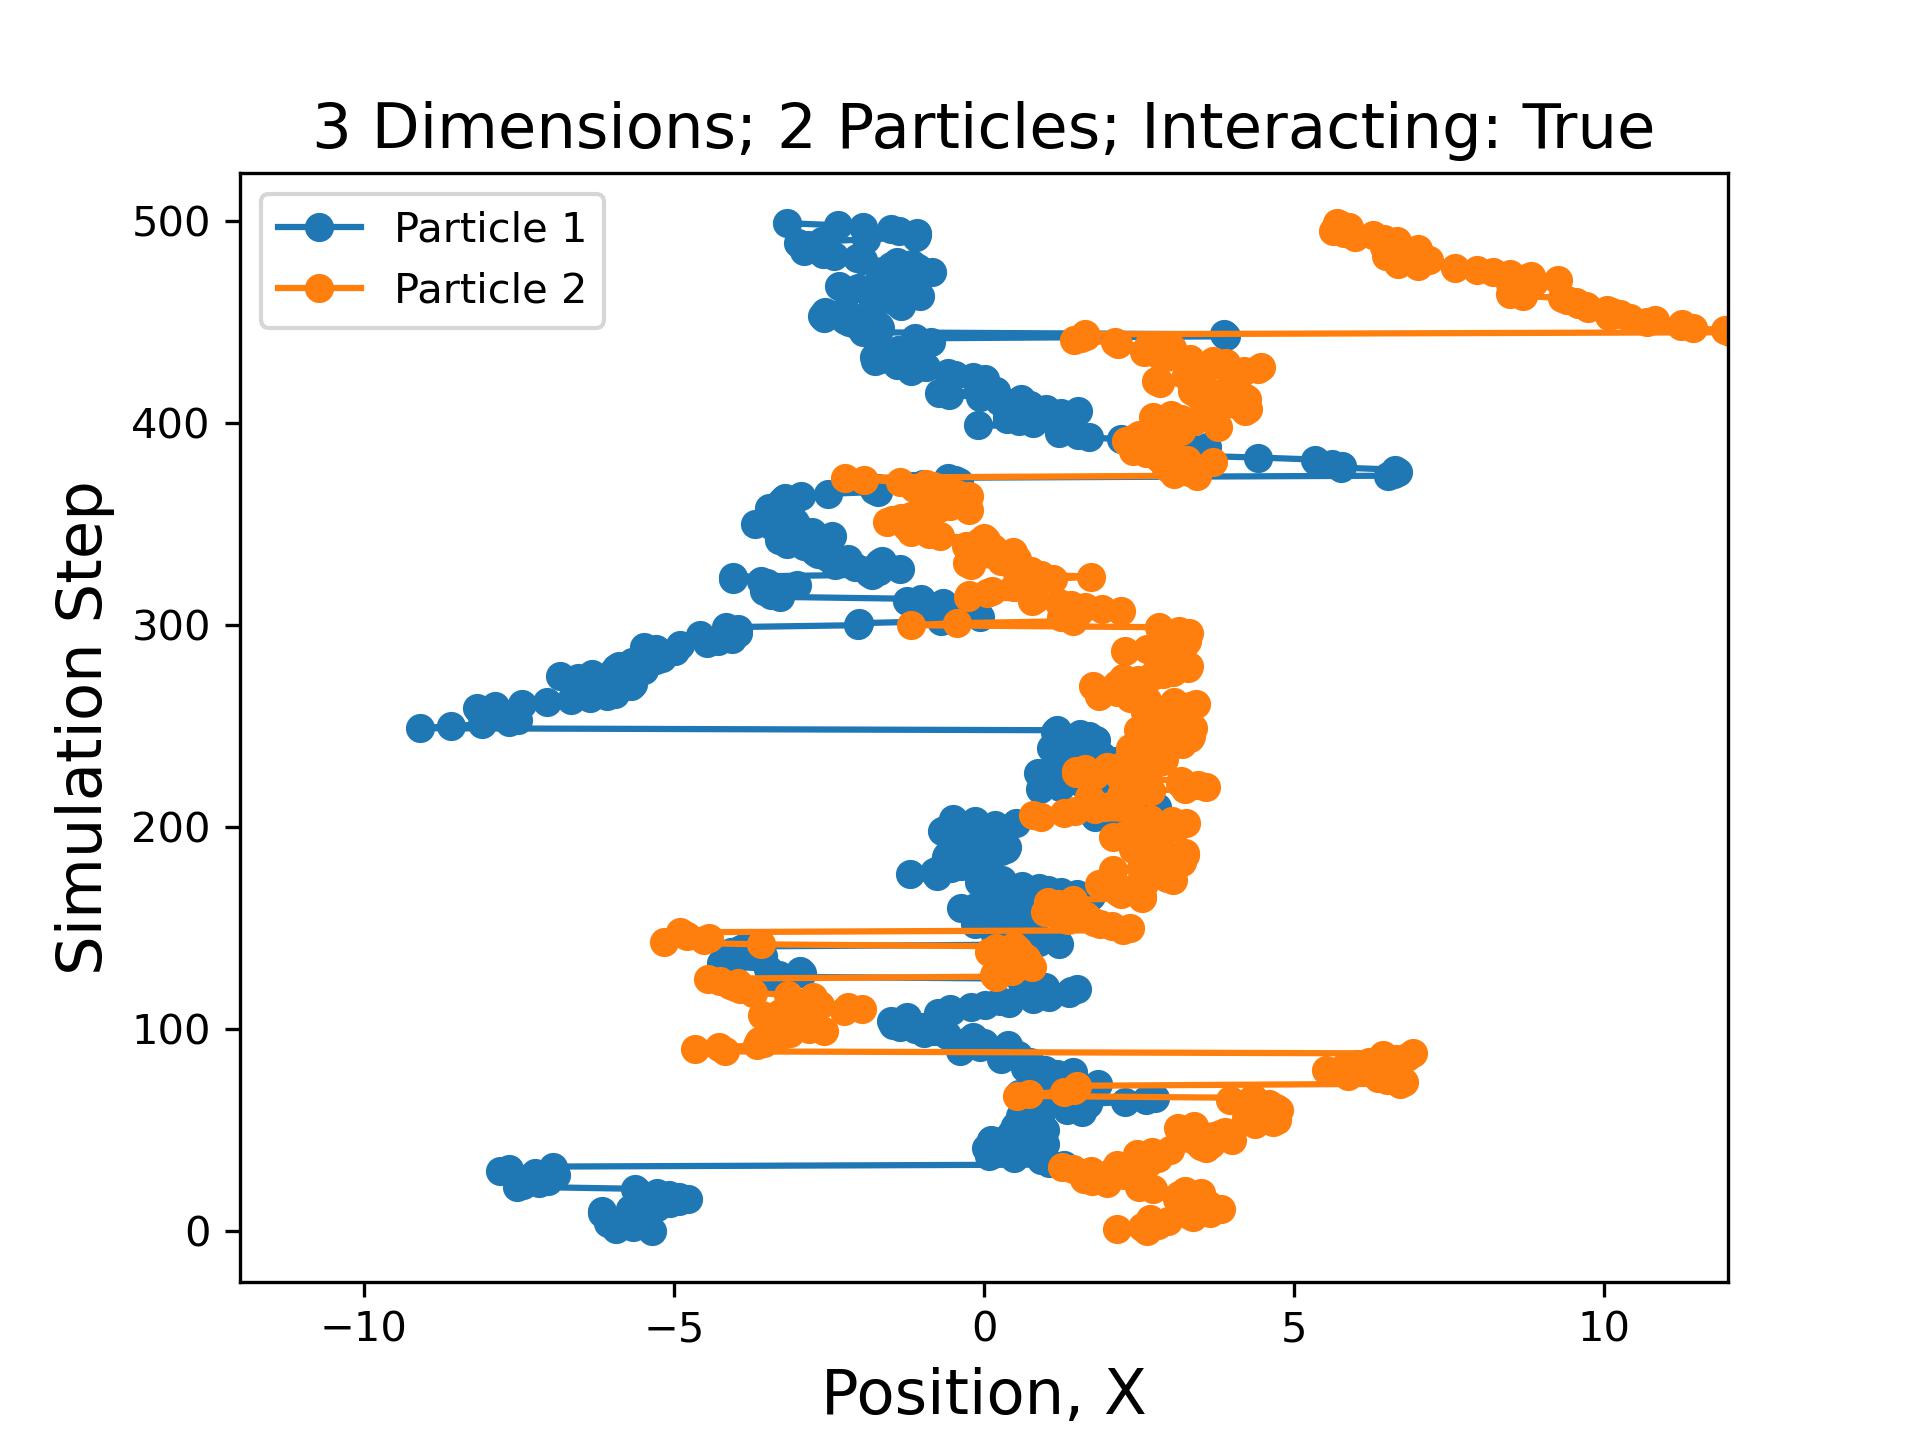 3 Dimensions; 2 Particles; Interacting: True
Particle 1
Particle 2
500
400
300
200
100
0
Simulation Step
−10
−5
0
5
10
Position, X